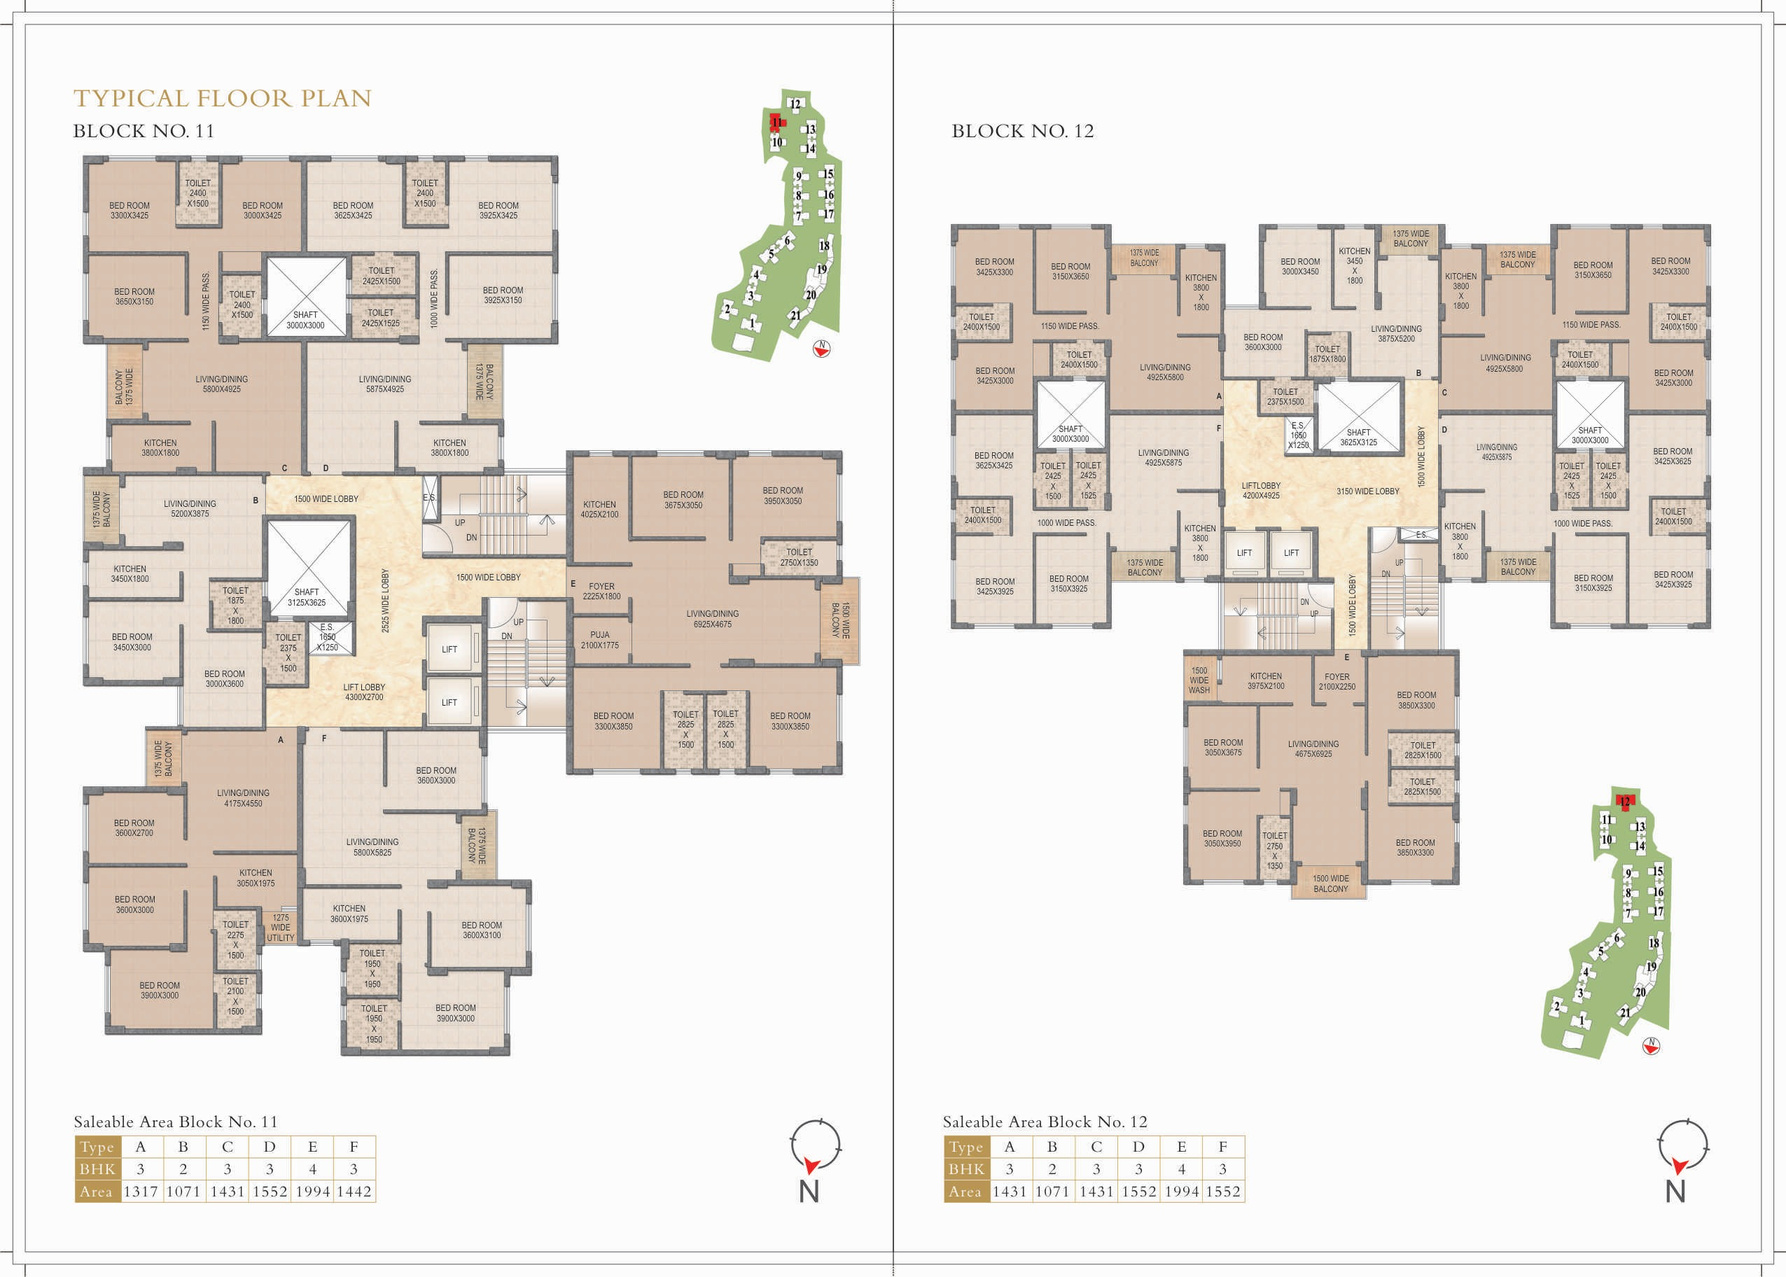 TYPICAL FLOOR PLAN
BLOCK NO. 11
BED ROOM
3300X3425
TOILET
2400
X1500
BED ROOM
3000X3425
BED ROOM
3625X3425
TOILET
2400
X1500
BED ROOM
3925X3425
BED ROOM
3650X3150
1150 WIDE PASS.
TOILET
2400
X1500
SHAFT
3000X3000
TOILET
2425X1500
TOILET
2425X1525
1000 WIDE PASS.
BED ROOM
3925X3150
BALCONY
1375 WIDE
LIVING/DINING
5800X4925
LIVING/DINING
5875X4925
BALCONY
1375 WIDE
KITCHEN
3800X1800
C
D
KITCHEN
3800X1800
1375 WIDE
BALCONY
LIVING/DINING
5200X3875
B
1500 WIDE LOBBY
E.S.
UP
DN
KITCHEN
4025X2100
BED ROOM
3675X3050
BED ROOM
3950X3050
TOILET
2750X1350
KITCHEN
3450X1800
TOILET
1875
X
1800
SHAFT
3125X3625
2525 WIDE LOBBY
1500 WIDE LOBBY
E
FOYER
2225X1800
LIVING/DINING
6925X4675
1500 WIDE
BALCONY
BED ROOM
3450X3000
TOILET
2375
X
1500
E.S.
1650
X1250
LIFT
UP
DN
PUJA
2100X1775
BED ROOM
3000X3600
LIFT LOBBY
4300X2700
LIFT
BED ROOM
3300X3850
TOILET
2825
X
1500
TOILET
2825
X
1500
BED ROOM
3300X3850
1375 WIDE
BALCONY
A
F
LIVING/DINING
4175X4550
BED ROOM
3600X3000
BED ROOM
3600X2700
LIVING/DINING
5800X5825
1375 WIDE
BALCONY
KITCHEN
3050X1975
BED ROOM
3600X3000
1275
WIDE
UTILITY
KITCHEN
3600X1975
BED ROOM
3600X3100
TOILET
2275
X
1500
TOILET
1950
X
1950
BED ROOM
3900X3000
TOILET
2100
X
1500
TOILET
1950
X
1950
BED ROOM
3900X3000
12
11
13
10
14
9
15
8
16
7
17
6
18
5
4
19
3
20
2
21
1
N
Saleable Area Block No. 11
Type A B C D E F
BHK 3 2 3 3 4 3
Area 1317 1071 1431 1552 1994 1442
N
BLOCK NO. 12
BED ROOM
3425X3300
BED ROOM
3150X3650
1375 WIDE
BALCONY
KITCHEN
3800
X
1800
BED ROOM
3000X3450
KITCHEN
3450
X
1800
1375 WIDE
BALCONY
KITCHEN
3800
X
1800
1375 WIDE
BALCONY
BED ROOM
3150X3650
BED ROOM
3425X3300
TOILET
2400X1500
1150 WIDE PASS.
BED ROOM
3600X3000
TOILET
1875X1800
LIVING/DINING
3875X5200
1150 WIDE PASS.
TOILET
2400X1500
BED ROOM
3425X3000
TOILET
2400X1500
LIVING/DINING
4925X5800
A
TOILET
2375X1500
B
C
LIVING/DINING
4925X5800
TOILET
2400X1500
BED ROOM
3425X3000
SHAFT
3000X3000
F
E.S.
1650
X1250
SHAFT
3625X3125
1500 WIDE LOBBY
D
SHAFT
3000X3000
BED ROOM
3625X3425
TOILET
2425
X
1500
TOILET
2425
X
1525
LIVING/DINING
4925X5875
LIFTLOBBY
4200X4925
3150 WIDE LOBBY
LIVING/DINING
4925X5875
TOILET
2425
X
1525
TOILET
2425
X
1500
BED ROOM
3425X3625
TOILET
2400X1500
1000 WIDE PASS.
KITCHEN
3800
X
1800
LIFT
LIFT
E.S.
KITCHEN
3800
X
1800
1000 WIDE PASS.
TOILET
2400X1500
BED ROOM
3425X3925
BED ROOM
3150X3925
1375 WIDE
BALCONY
DN
UP
1500 WIDE LOBBY
UP
DN
1375 WIDE
BALCONY
BED ROOM
3150X3925
BED ROOM
3425X3925
E
1500
WIDE
WASH
KITCHEN
3975X2100
FOYER
2100X2250
BED ROOM
3850X3300
BED ROOM
3050X3675
LIVING/DINING
4675X6925
TOILET
2825X1500
TOILET
2825X1500
BED ROOM
3050X3950
TOILET
2750
X
1350
BED ROOM
3850X3300
1500 WIDE
BALCONY
12
11
13
10
14
9
15
8
16
7
17
6
18
5
4
19
3
20
2
21
1
N
Saleable Area Block No. 12
Type A B C D E F
BHK 3 2 3 3 4 3
Area 1431 1071 1431 1552 1994 1552
N